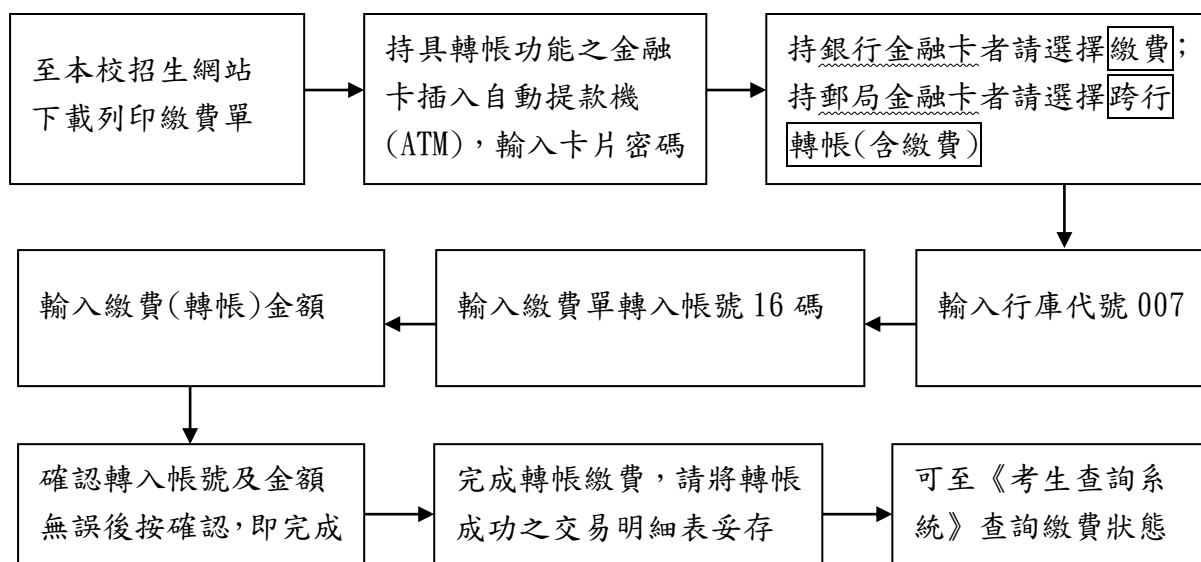 至本校招生網站
下載列印繳費單
持具轉帳功能之金融
卡插入自動提款機
(ATM)，輸入卡片密碼
持銀行金融卡者請選擇繳費；
持郵局金融卡者請選擇跨行
轉帳(含繳費)
輸入行庫代號 007
輸入繳費單轉入帳號 16 碼
輸入繳費(轉帳)金額
確認轉入帳號及金額
無誤後按確認，即完成
完成轉帳繳費，請將轉帳
成功之交易明細表妥存
可至《考生查詢系
統》查詢繳費狀態